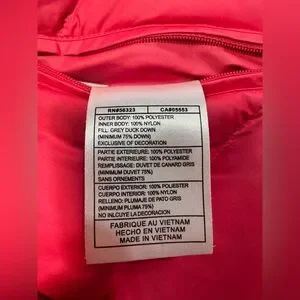 RN#56323 CA#05553
OUTER BODY: 100% POLYESTER
INNER BODY: 100% NYLON
FILL: GREY DUCK DOWN
(MINIMUM 75% DOWN)
EXCLUSIVE OF DECORATION
PARTIE EXTERIEURE: 100% POLYESTER
PARTIE INTERIEURE: 100% POLYAMIDE
REMPLISSAGE: DUVET DE CANARD GRIS
(MINIMUM DUVET 75%)
SANS ORNEMENTS
CUERPO EXTERIOR: 100% POLIESTER
CUERPO INTERIOR: 100% NYLON
RELLENO: PLUMAJE DE PATO GRIS
(MINIMUM PLUMA 75%)
NO INLCUYE LA DECORACION
FABRIQUE AU VIETNAM
HECHO EN VIETNAM
MADE IN VIETNAM